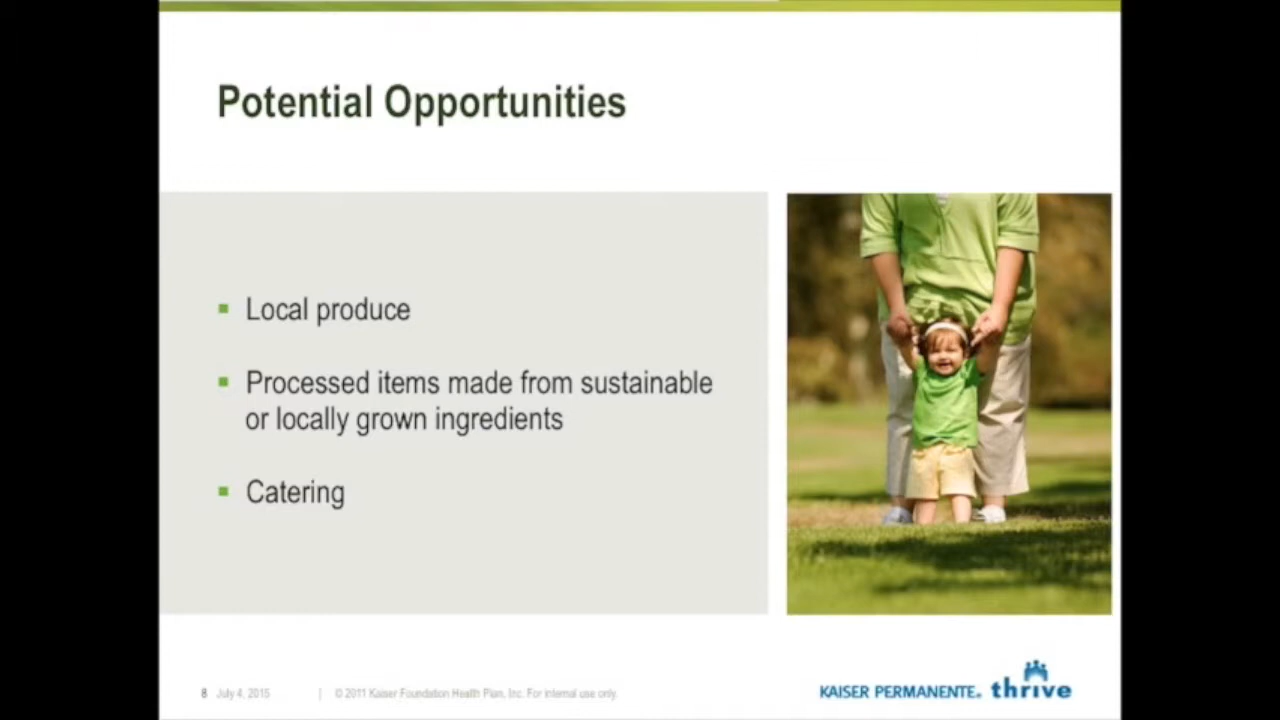 Potential Opportunities
Local produce
Processed items made from sustainable
or locally grown ingredients
Catering
8 July 4, 2015 | © 2011 Kaiser Foundation Health Plan, Inc. For internal use only.
KAISER PERMANENTE® thrive